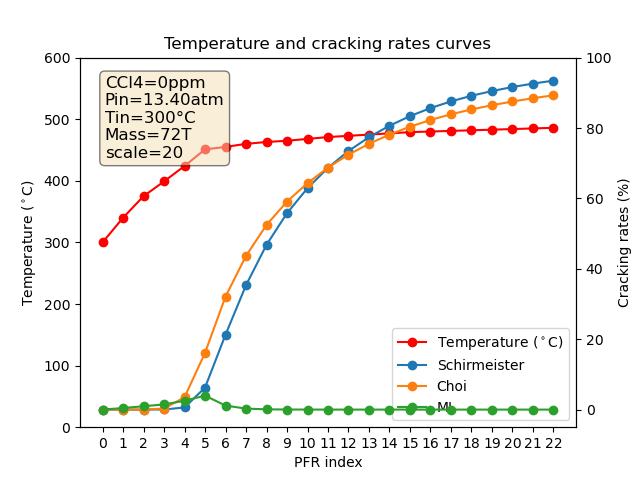 Temperature and cracking rates curves
CCl4=0ppm
Pin=13.40atm
Tin=300°C
Mass=72T
scale=20
Temperature (°C)
600
500
400
300
200
100
0
Cracking rates (%)
100
80
60
40
20
0
Temperature (°C)
Schirmeister
Choi
0 1 2 3 4 5 6 7 8 9 10 11 12 13 14 15 16 17 18 19 20 21 22
PFR index